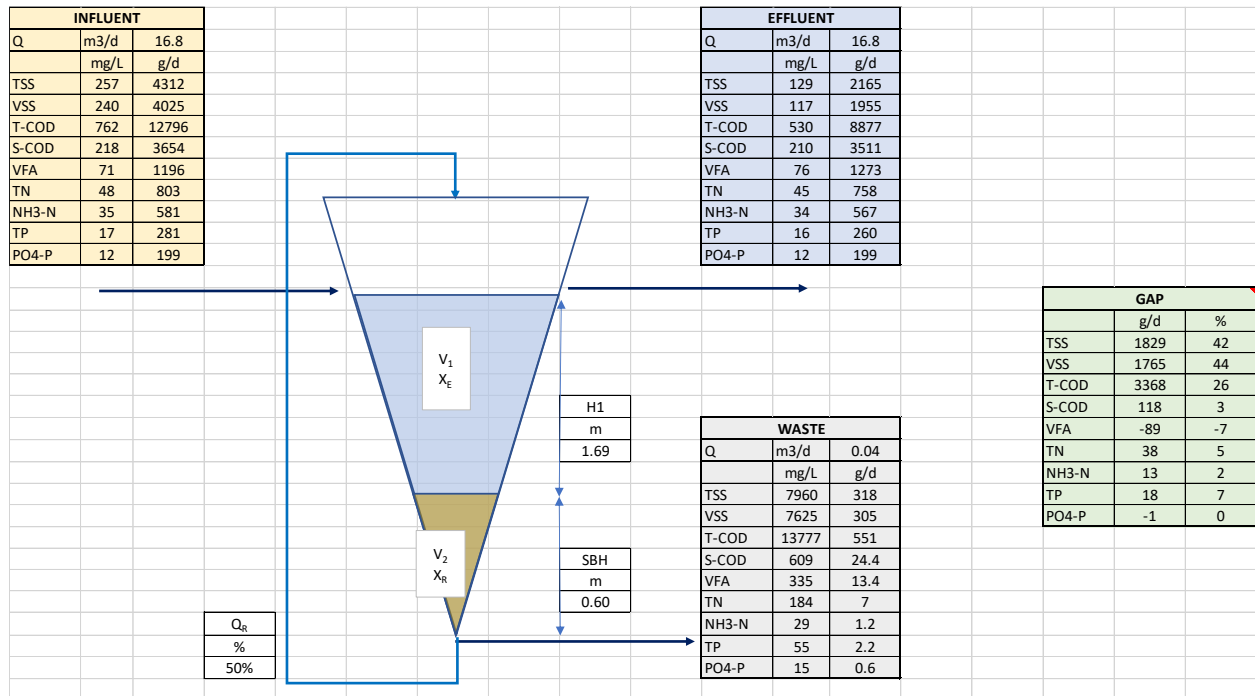 INFLUENT
Q m3/d 16.8
mg/L g/d
TSS 257 4312
VSS 240 4025
T-COD 762 12796
S-COD 218 3654
VFA 71 1196
TN 48 803
NH3-N 35 581
TP 17 281
PO4-P 12 199
EFFLUENT
Q m3/d 16.8
mg/L g/d
TSS 129 2165
VSS 117 1955
T-COD 530 8877
S-COD 210 3511
VFA 76 1273
TN 45 758
NH3-N 34 567
TP 16 260
PO4-P 12 199
GAP
g/d %
TSS 1829 42
VSS 1765 44
T-COD 3368 26
S-COD 118 3
VFA -89 -7
TN 38 5
NH3-N 13 2
TP 18 7
PO4-P -1 0
V1
XE
H1
m
1.69
V2
XR
SBH
m
0.60
QR
%
50%
WASTE
Q m3/d 0.04
mg/L g/d
TSS 7960 318
VSS 7625 305
T-COD 13777 551
S-COD 609 24.4
VFA 335 13.4
TN 184 7
NH3-N 29 1.2
TP 55 2.2
PO4-P 15 0.6